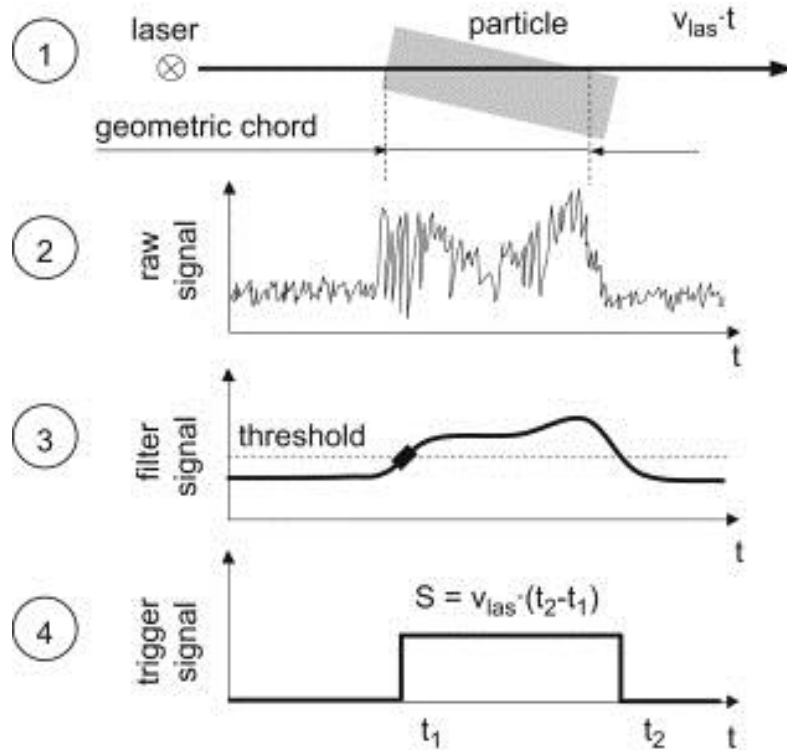 1
laser
particle
v_las·t
geometric chord
2
raw
signal
t
3
filter
signal
threshold
t
4
trigger
signal
S = v_las·(t₂-t₁)
t₁
t₂
t